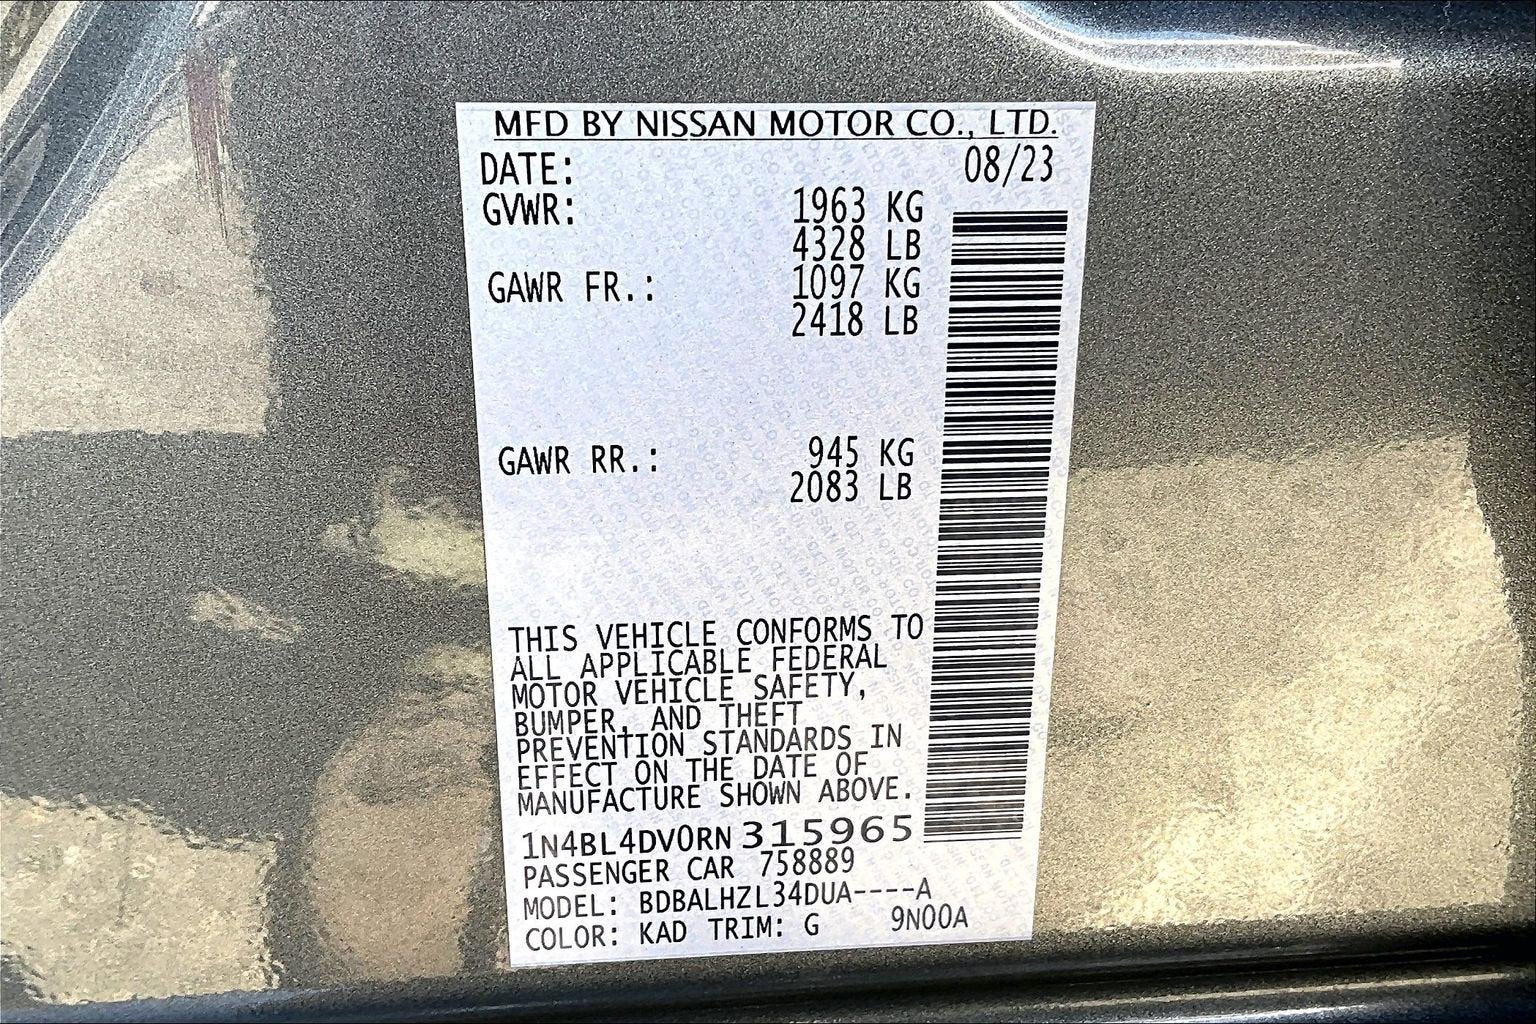 MFD BY NISSAN MOTOR CO., LTD.
DATE: 08/23
GVWR: 1963 KG
4328 LB
GAWR FR.: 1097 KG
2418 LB
GAWR RR.: 945 KG
2083 LB
THIS VEHICLE CONFORMS TO
ALL APPLICABLE FEDERAL
MOTOR VEHICLE SAFETY,
BUMPER, AND THEFT
PREVENTION STANDARDS IN
EFFECT ON THE DATE OF
MANUFACTURE SHOWN ABOVE.
1N4BL4DV0RN 315965
PASSENGER CAR 758889
MODEL: BDBALHZL34DUA----A
COLOR: KAD TRIM: G 9N00A